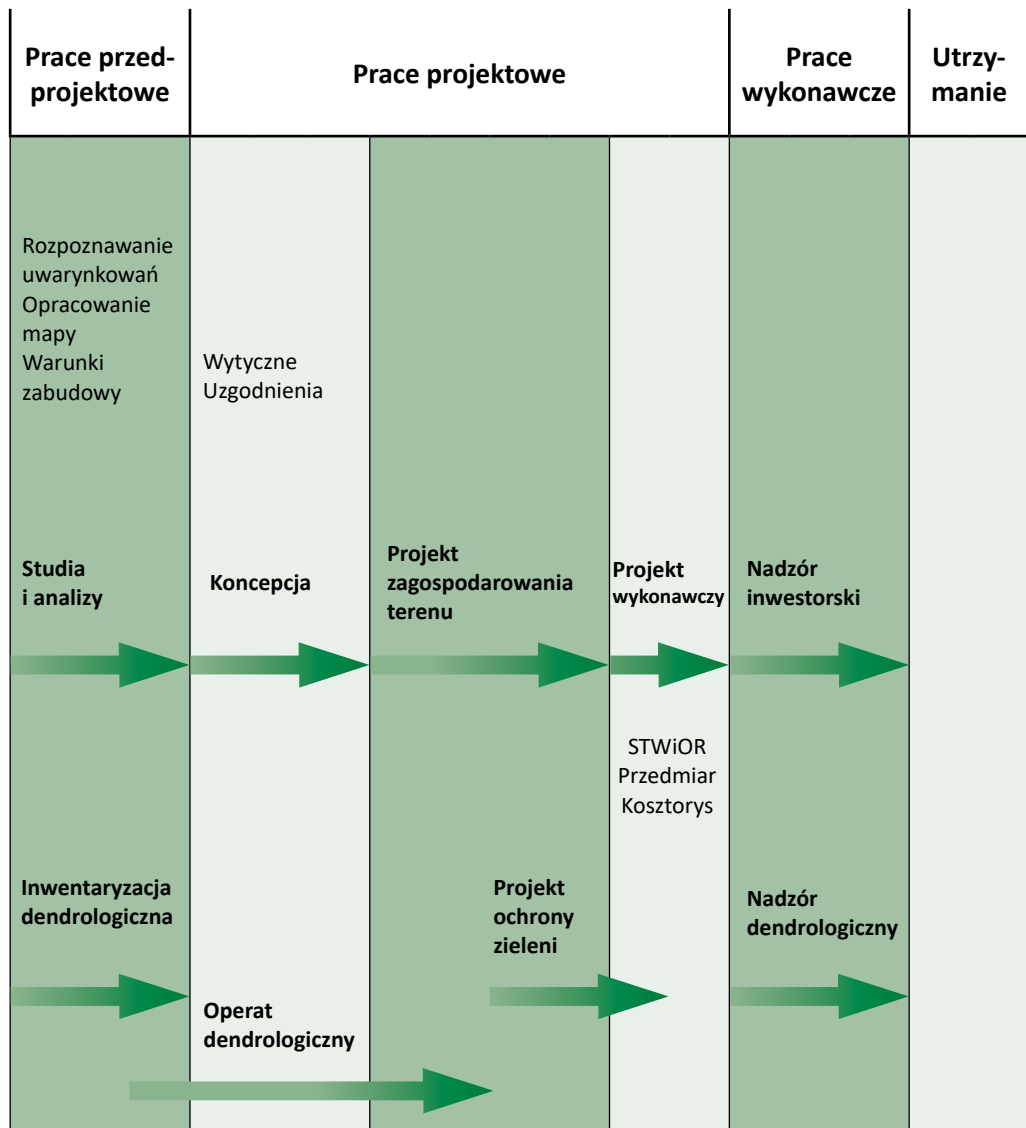 Prace przed-
projektowe
Prace projektowe
Prace
wykonawcze
Utrzy-
manie
Rozpoznawanie
uwarynkowań
Opracowanie
mapy
Warunki
zabudowy
Wytyczne
Uzgodnienia
Studia
i analizy
Koncepcja
Projekt
zagospodarowania
terenu
Projekt
wykonawczy
Nadzór
inwestorski
STWiOR
Przedmiar
Kosztorys
Inwentaryzacja
dendrologiczna
Operat
dendrologiczny
Projekt
ochrony
zieleni
Nadzór
dendrologiczny